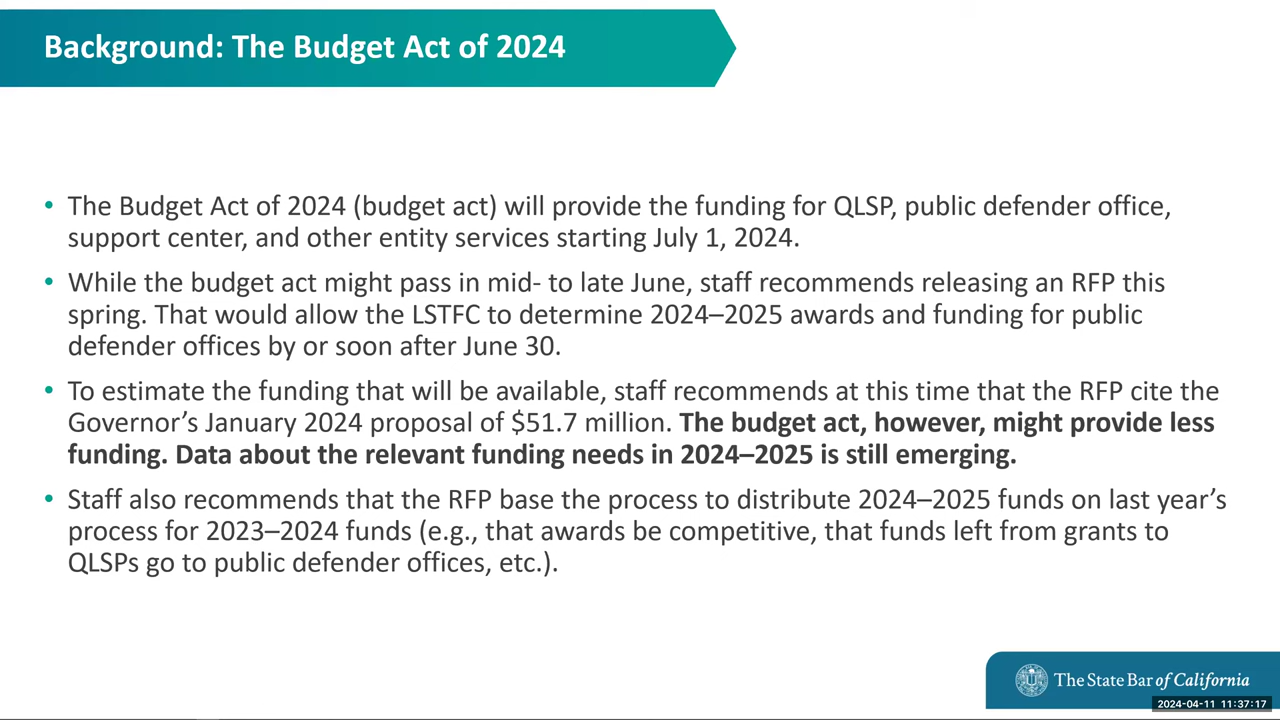 Background: The Budget Act of 2024
• The Budget Act of 2024 (budget act) will provide the funding for QLSP, public defender office,
support center, and other entity services starting July 1, 2024.
• While the budget act might pass in mid- to late June, staff recommends releasing an RFP this
spring. That would allow the LSTFC to determine 2024–2025 awards and funding for public
defender offices by or soon after June 30.
• To estimate the funding that will be available, staff recommends at this time that the RFP cite the
Governor’s January 2024 proposal of $51.7 million. The budget act, however, might provide less
funding. Data about the relevant funding needs in 2024–2025 is still emerging.
• Staff also recommends that the RFP base the process to distribute 2024–2025 funds on last year’s
process for 2023–2024 funds (e.g., that awards be competitive, that funds left from grants to
QLSPs go to public defender offices, etc.).
The State Bar of California
2024-04-11 11:37:17